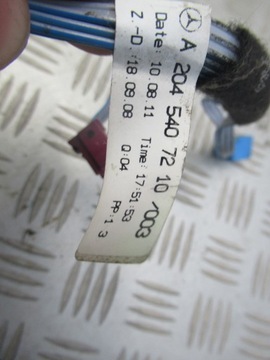 A 204 540 72 10 /003
Date: 10.08.11 Time: 17:51:53
Z.-D.:18.09.08 Q:04 PP:1 3